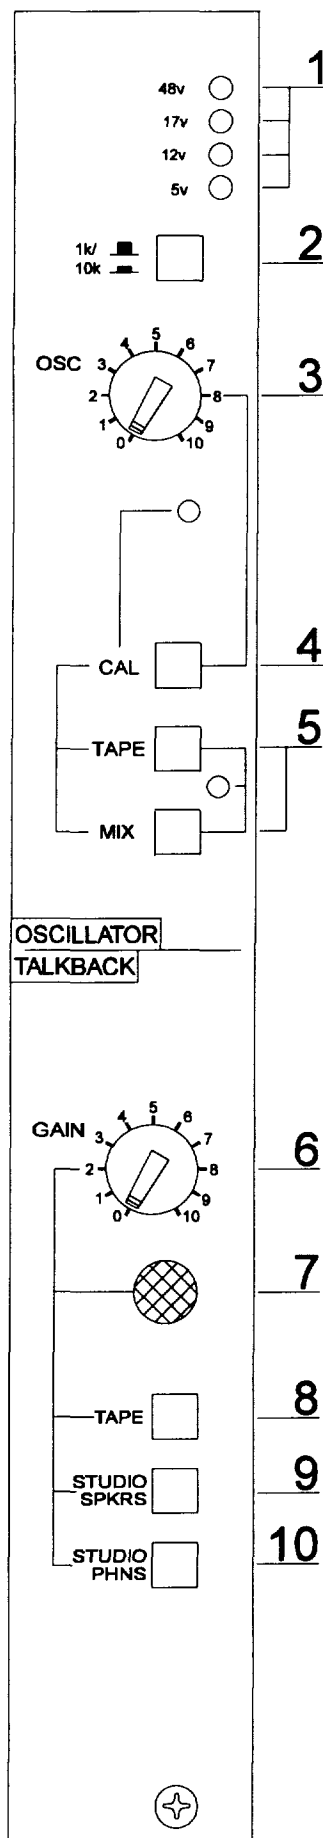 1
48v
17v
12v
5v
2
1k/
10k
OSC
0 1 2 3 4 5 6 7 8 9 10
3
4
CAL
5
TAPE
MIX
OSCILLATOR
TALKBACK
GAIN
0 1 2 3 4 5 6 7 8 9 10
6
7
8
TAPE
9
STUDIO
SPKRS
10
STUDIO
PHNS